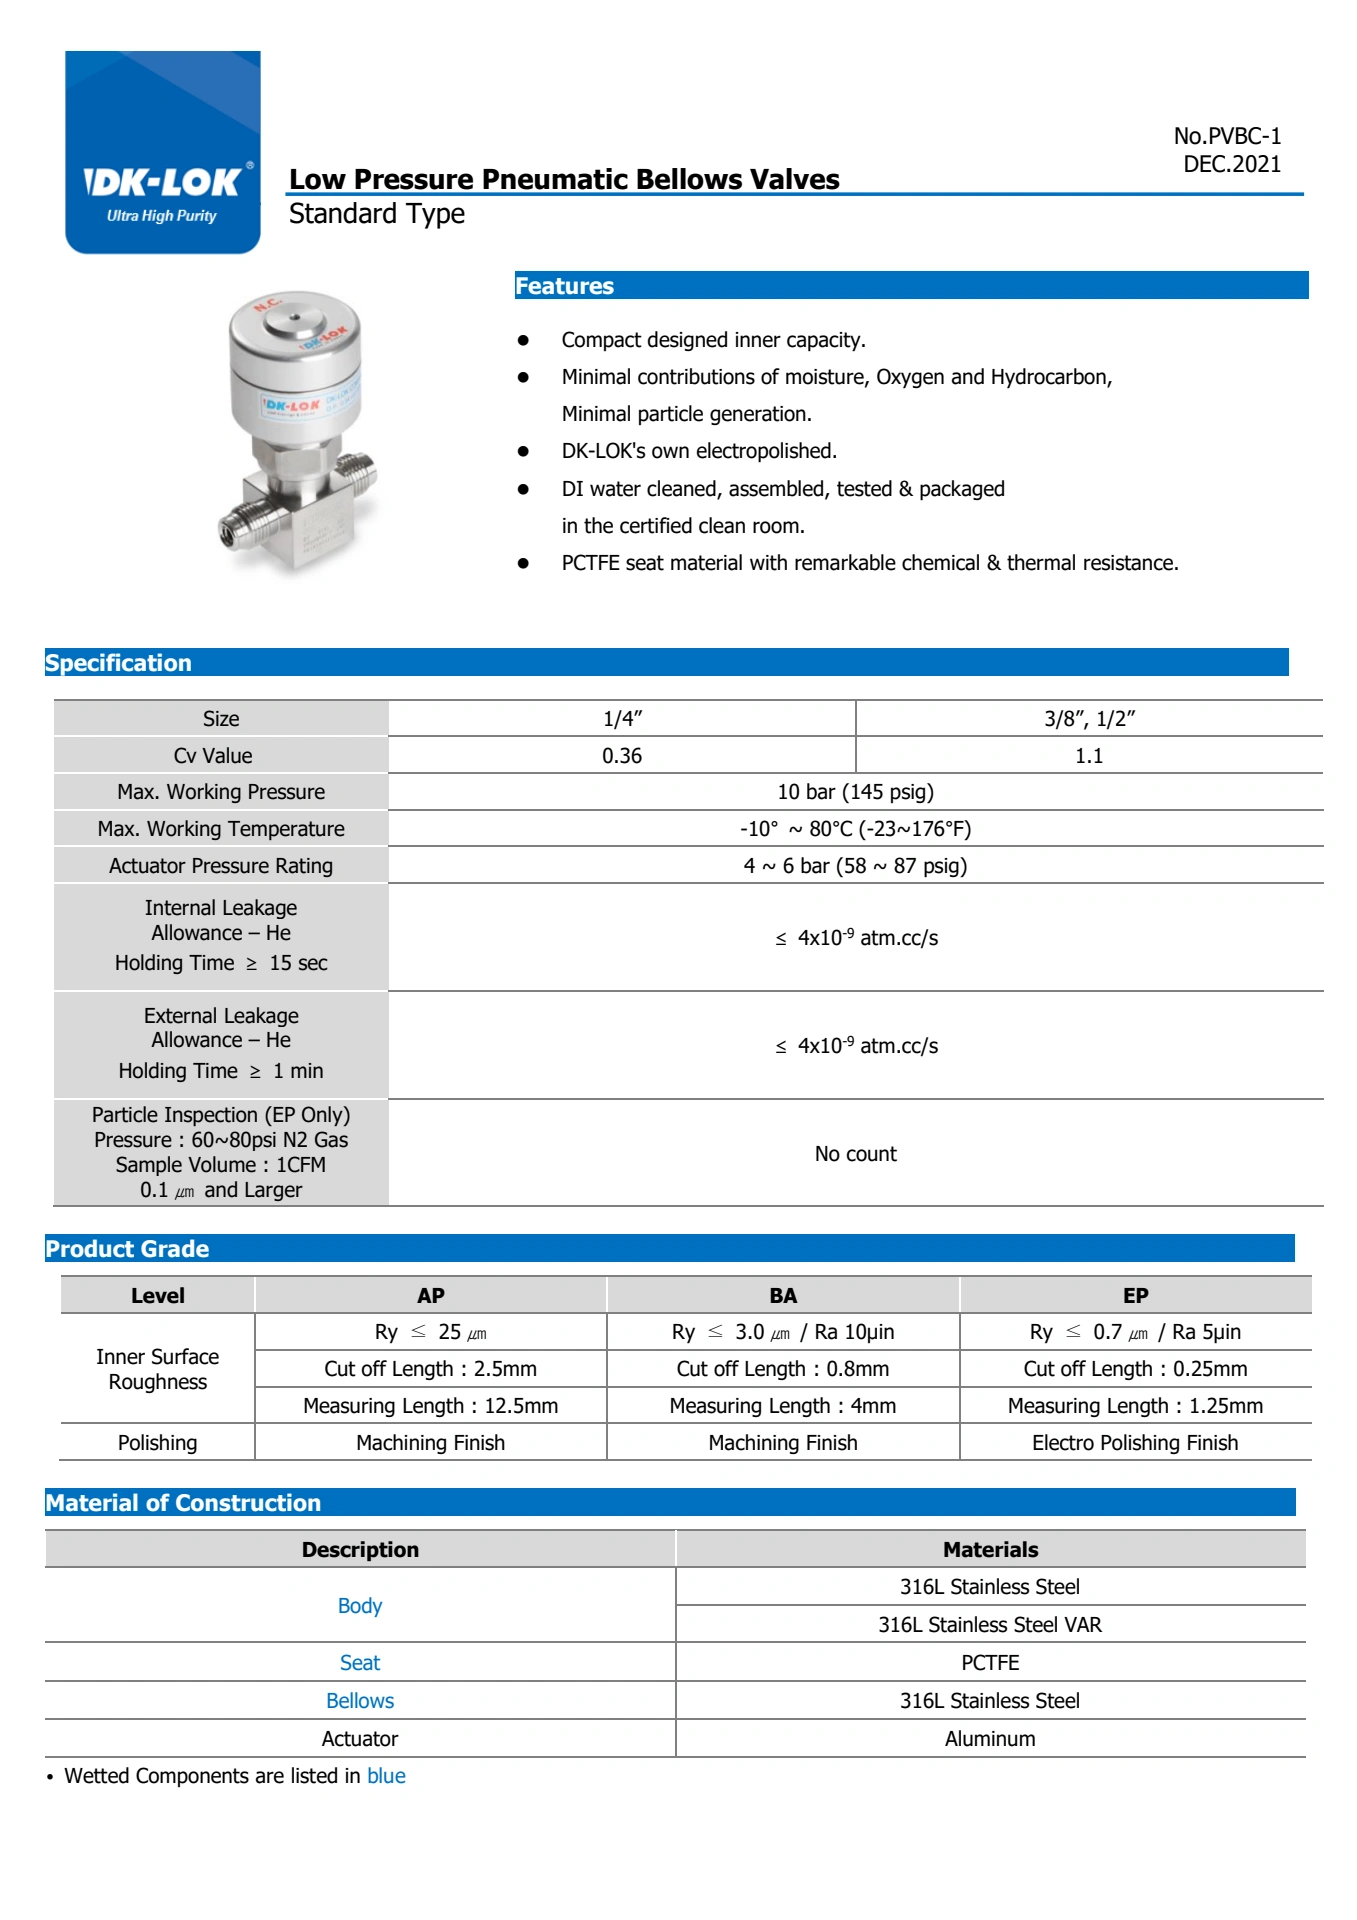 No.PVBC-1
DEC.2021
DK-LOK®
Ultra High Purity
Low Pressure Pneumatic Bellows Valves
Standard Type
N.C.
DK-LOK
DK-LOK
Features
● Compact designed inner capacity.
● Minimal contributions of moisture, Oxygen and Hydrocarbon,
Minimal particle generation.
● DK-LOK's own electropolished.
● DI water cleaned, assembled, tested & packaged
in the certified clean room.
● PCTFE seat material with remarkable chemical & thermal resistance.
Specification
Size 1/4” 3/8”, 1/2”
Cv Value 0.36 1.1
Max. Working Pressure 10 bar (145 psig)
Max. Working Temperature -10° ~ 80°C (-23~176°F)
Actuator Pressure Rating 4 ~ 6 bar (58 ~ 87 psig)
Internal Leakage
Allowance – He
Holding Time ≥ 15 sec
≤ 4x10⁻⁹ atm.cc/s
External Leakage
Allowance – He
Holding Time ≥ 1 min
≤ 4x10⁻⁹ atm.cc/s
Particle Inspection (EP Only)
Pressure : 60~80psi N2 Gas
Sample Volume : 1CFM
0.1 ㎛ and Larger
No count
Product Grade
Level AP BA EP
Inner Surface
Roughness
Ry ≤ 25 ㎛ Ry ≤ 3.0 ㎛ / Ra 10µin Ry ≤ 0.7 ㎛ / Ra 5µin
Cut off Length : 2.5mm Cut off Length : 0.8mm Cut off Length : 0.25mm
Measuring Length : 12.5mm Measuring Length : 4mm Measuring Length : 1.25mm
Polishing Machining Finish Machining Finish Electro Polishing Finish
Material of Construction
Description Materials
Body 316L Stainless Steel
316L Stainless Steel VAR
Seat PCTFE
Bellows 316L Stainless Steel
Actuator Aluminum
• Wetted Components are listed in blue